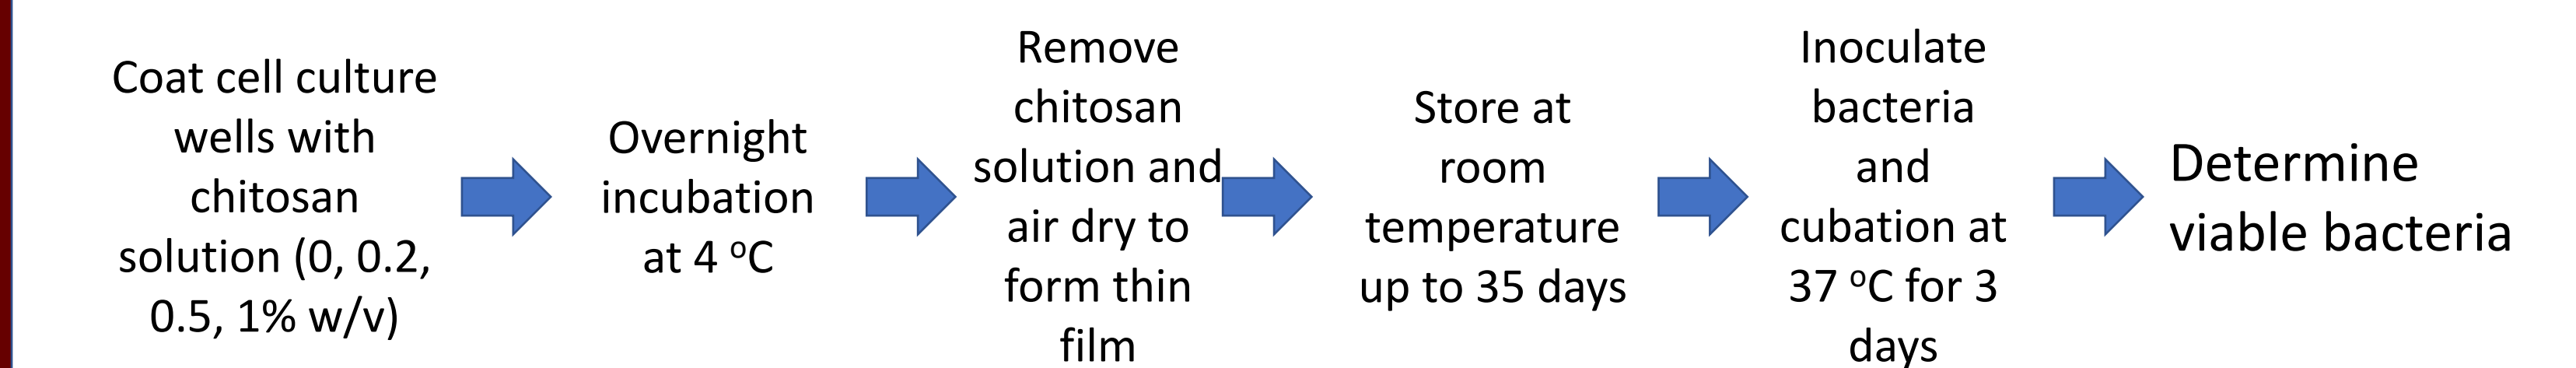 Coat cell culture
wells with
chitosan
solution (0, 0.2,
0.5, 1% w/v)
Overnight
incubation
at 4 °C
Remove
chitosan
solution and
air dry to
form thin
film
Store at
room
temperature
up to 35 days
Inoculate
bacteria
and
cubation at
37 °C for 3
days
Determine
viable bacteria